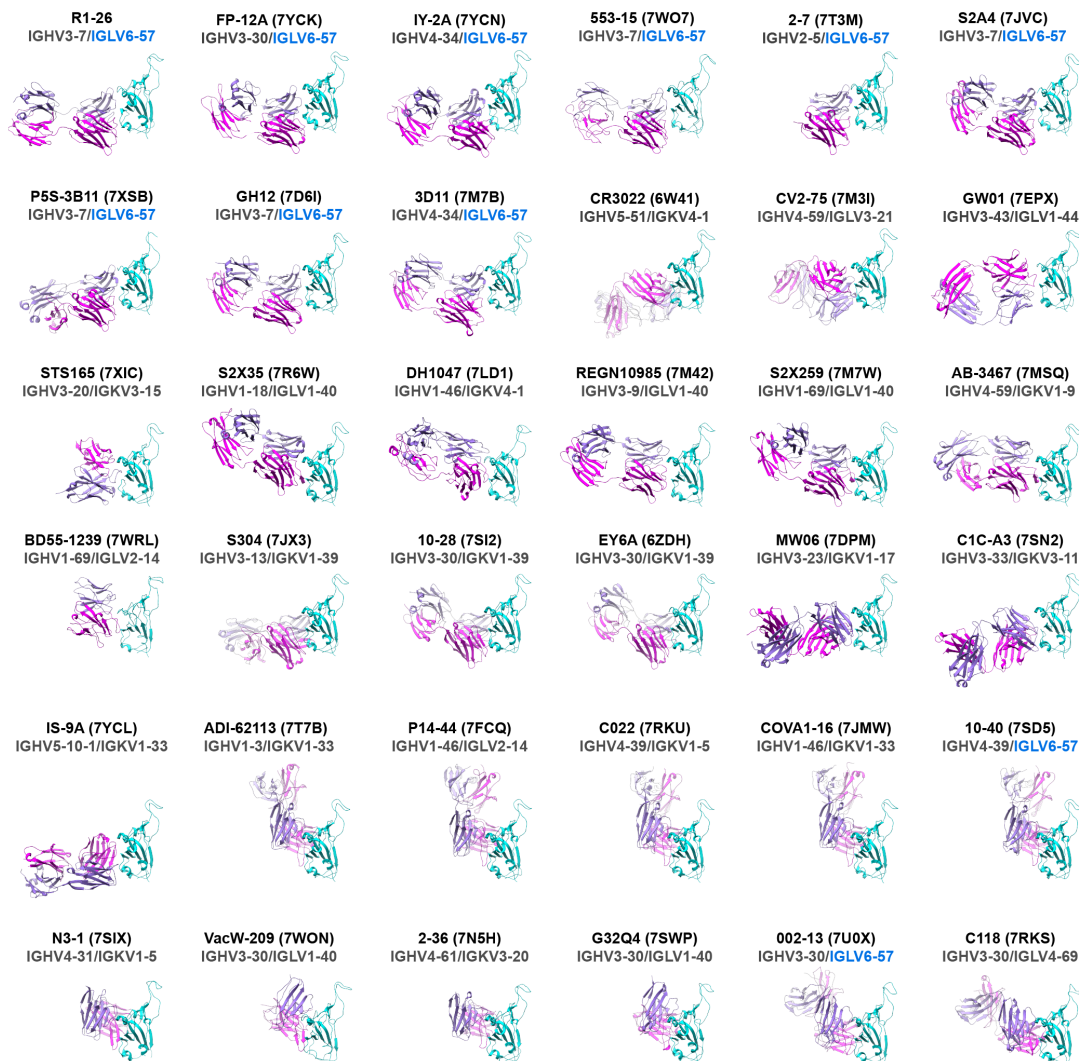 R1-26
IGHV3-7/IGLV6-57
FP-12A (7YCK)
IGHV3-30/IGLV6-57
IY-2A (7YCN)
IGHV4-34/IGLV6-57
553-15 (7WO7)
IGHV3-7/IGLV6-57
2-7 (7T3M)
IGHV2-5/IGLV6-57
S2A4 (7JVC)
IGHV3-7/IGLV6-57
P5S-3B11 (7XSB)
IGHV3-7/IGLV6-57
GH12 (7D6I)
IGHV3-7/IGLV6-57
3D11 (7M7B)
IGHV4-34/IGLV6-57
CR3022 (6W41)
IGHV5-51/IGKV4-1
CV2-75 (7M3I)
IGHV4-59/IGLV3-21
GW01 (7EPX)
IGHV3-43/IGLV1-44
STS165 (7XIC)
IGHV3-20/IGKV3-15
S2X35 (7R6W)
IGHV1-18/IGLV1-40
DH1047 (7LD1)
IGHV1-46/IGKV4-1
REGN10985 (7M42)
IGHV3-9/IGLV1-40
S2X259 (7M7W)
IGHV1-69/IGLV1-40
AB-3467 (7MSQ)
IGHV4-59/IGKV1-9
BD55-1239 (7WRL)
IGHV1-69/IGLV2-14
S304 (7JX3)
IGHV3-13/IGKV1-39
10-28 (7SI2)
IGHV3-30/IGKV1-39
EY6A (6ZDH)
IGHV3-30/IGKV1-39
MW06 (7DPM)
IGHV3-23/IGKV1-17
C1C-A3 (7SN2)
IGHV3-33/IGKV3-11
IS-9A (7YCL)
IGHV5-10-1/IGKV1-33
ADI-62113 (7T7B)
IGHV1-3/IGKV1-33
P14-44 (7FCQ)
IGHV1-46/IGLV2-14
C022 (7RKU)
IGHV4-39/IGKV1-5
COVA1-16 (7JMW)
IGHV1-46/IGKV1-33
10-40 (7SD5)
IGHV4-39/IGLV6-57
N3-1 (7SIX)
IGHV4-31/IGKV1-5
VacW-209 (7WON)
IGHV3-30/IGLV1-40
2-36 (7N5H)
IGHV4-61/IGKV3-20
G32Q4 (7SWP)
IGHV3-30/IGLV1-40
002-13 (7U0X)
IGHV3-30/IGLV6-57
C118 (7RKS)
IGHV3-30/IGLV4-69